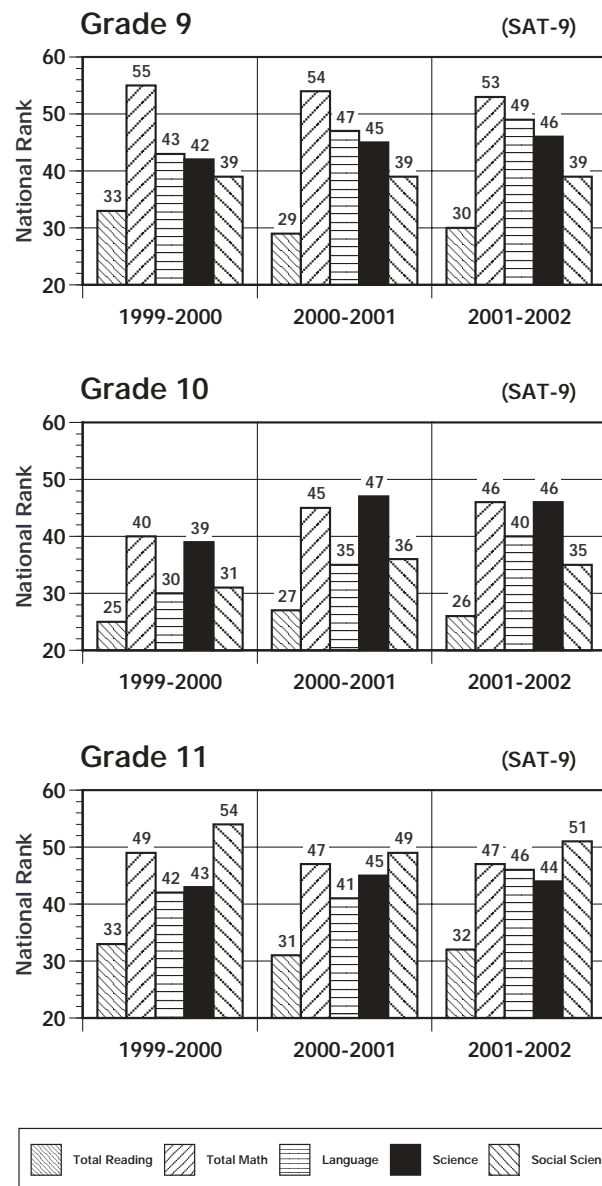 Grade 9 (SAT-9)
National Rank
60
50
40
30
20
33 55 43 42 39
29 54 47 45 39
30 53 49 46 39
1999-2000 2000-2001 2001-2002
Grade 10 (SAT-9)
National Rank
60
50
40
30
20
25 40 30 39 31
27 45 35 47 36
26 46 40 46 35
1999-2000 2000-2001 2001-2002
Grade 11 (SAT-9)
National Rank
60
50
40
30
20
33 49 42 43 54
31 47 41 45 49
32 47 46 44 51
1999-2000 2000-2001 2001-2002
Total Reading Total Math Language Science Social Scien